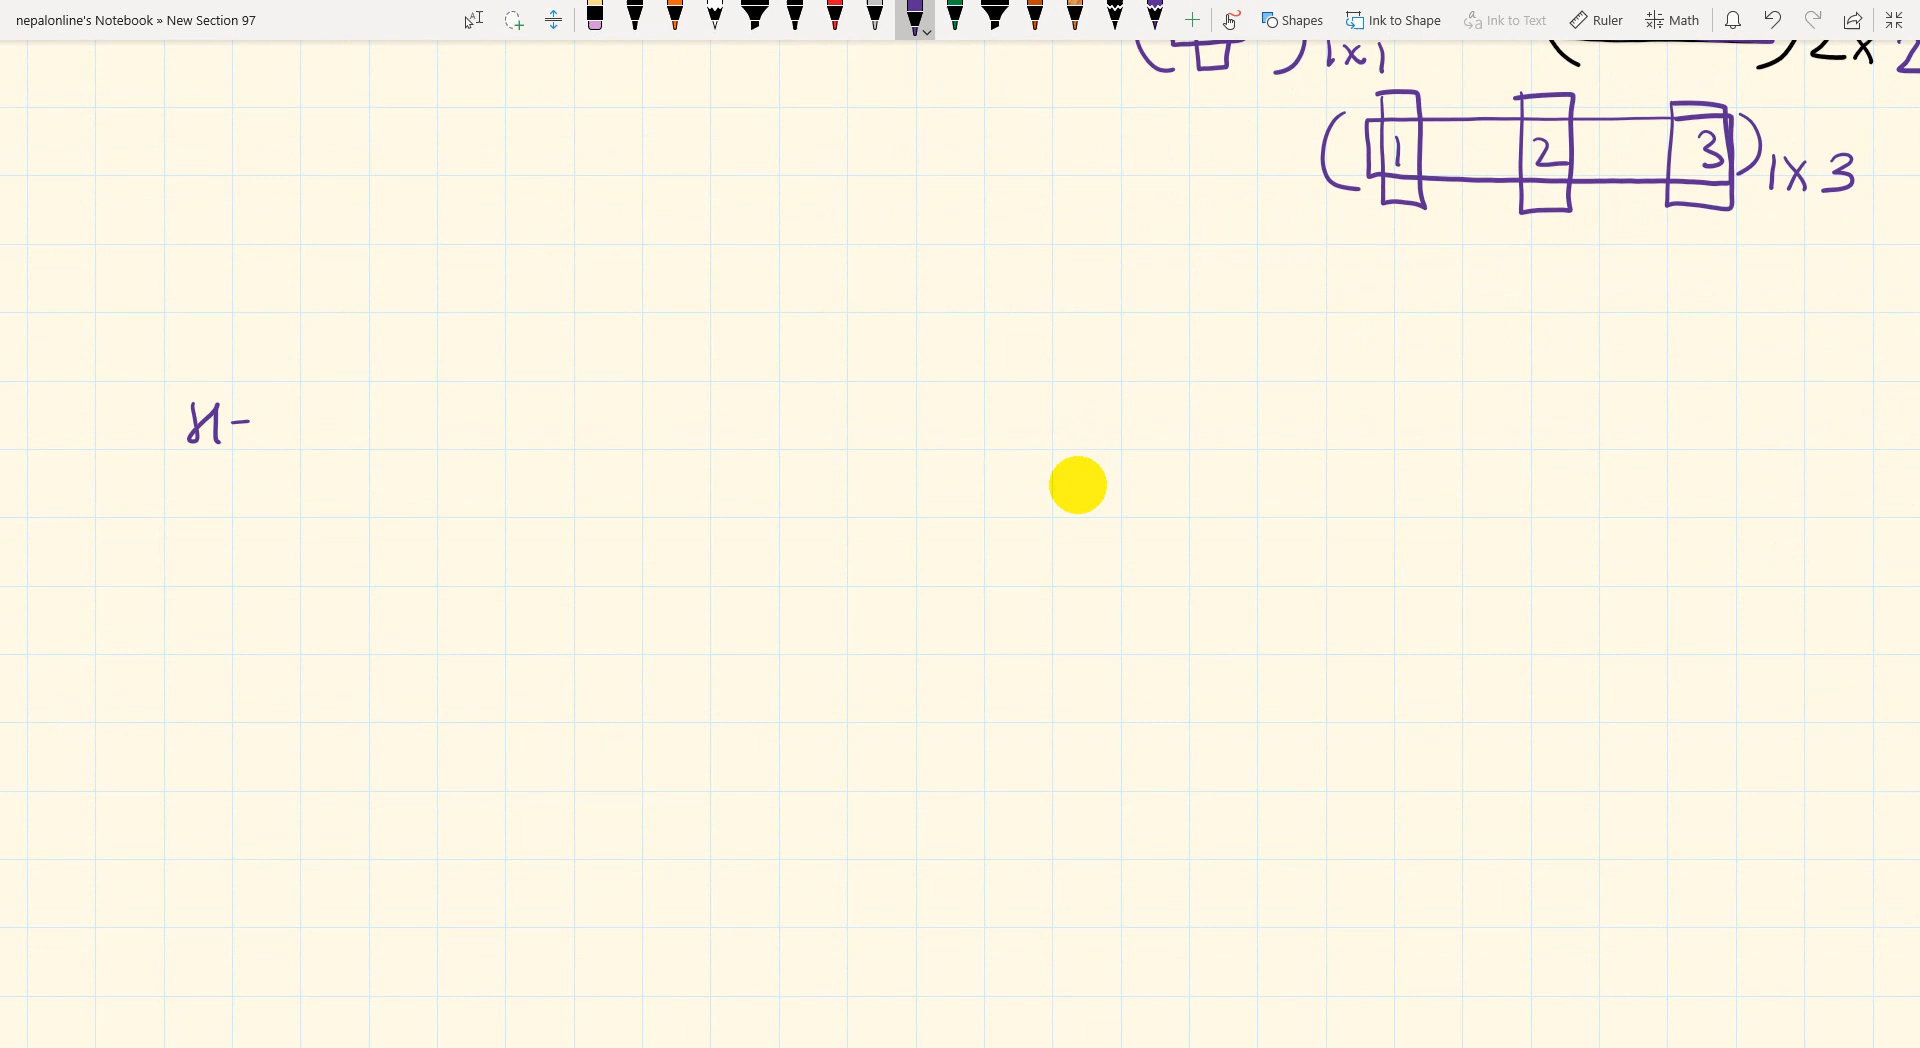 nepalonline's Notebook » New Section 97
Shapes
Ink to Shape
Ink to Text
Ruler
Math
( ) 1x1
( ) 2x2
(1 2 3) 1x3
H-